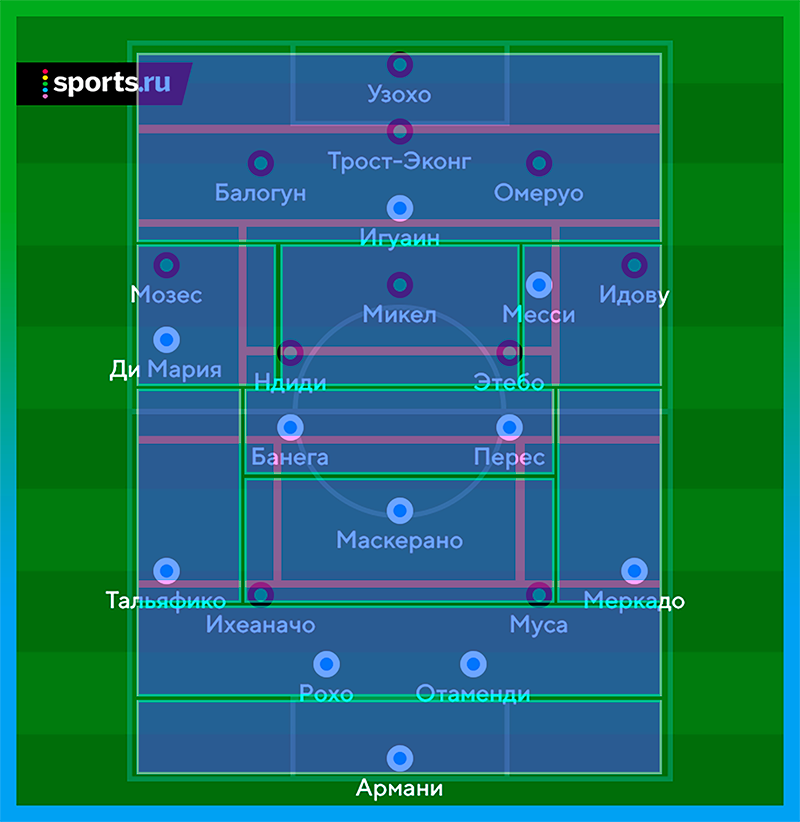 sports.ru
Узохо
Трост-Эконг
Балогун
Омеруо
Игуаин
Мозес
Микел
Месси
Идову
Ди Мария
Ндиди
Этебо
Банега
Перес
Маскерано
Тальяфико
Меркадо
Ихеаначо
Муса
Рохо
Отаменди
Армани